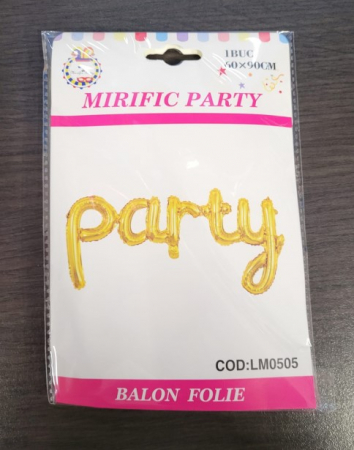 1BUC
60×90CM
MIRIFIC PARTY
party
COD:LM0505
BALON FOLIE